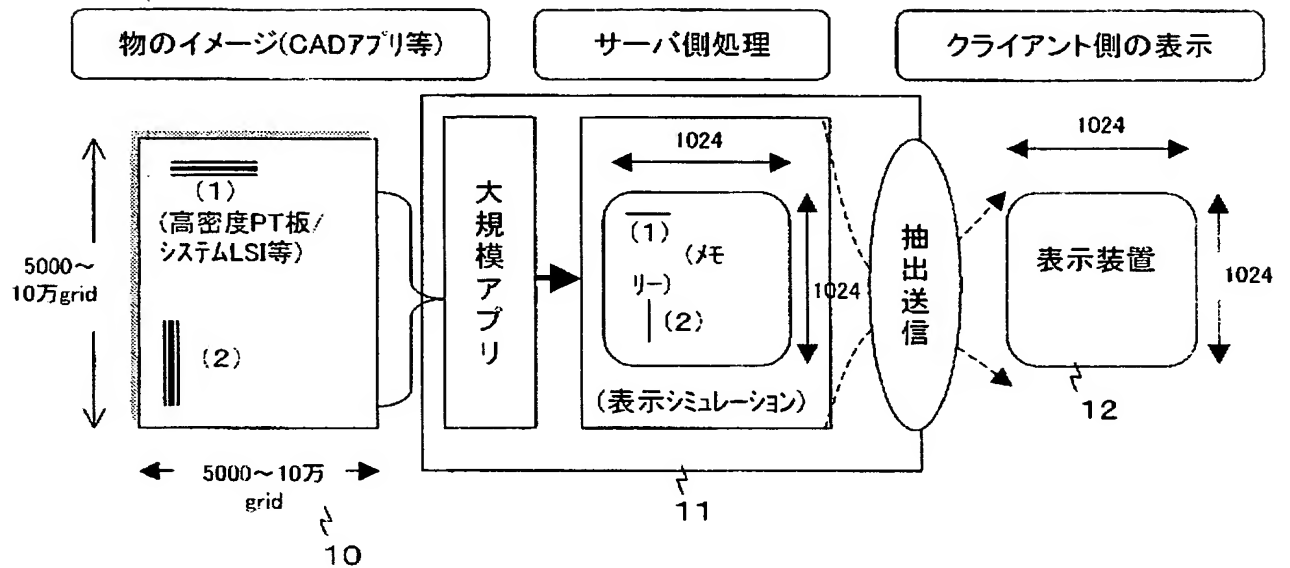 物のイメージ(CADアプリ等)
サーバ側処理
クライアント側の表示
5000～
10万grid
(1)
(高密度PT板/
システムLSI等)
(2)
5000～10万
grid
10
大規模アプリ
1024
(1)
(メモ
リー)
(2)
1024
(表示シミュレーション)
11
抽出送信
1024
表示装置
1024
12